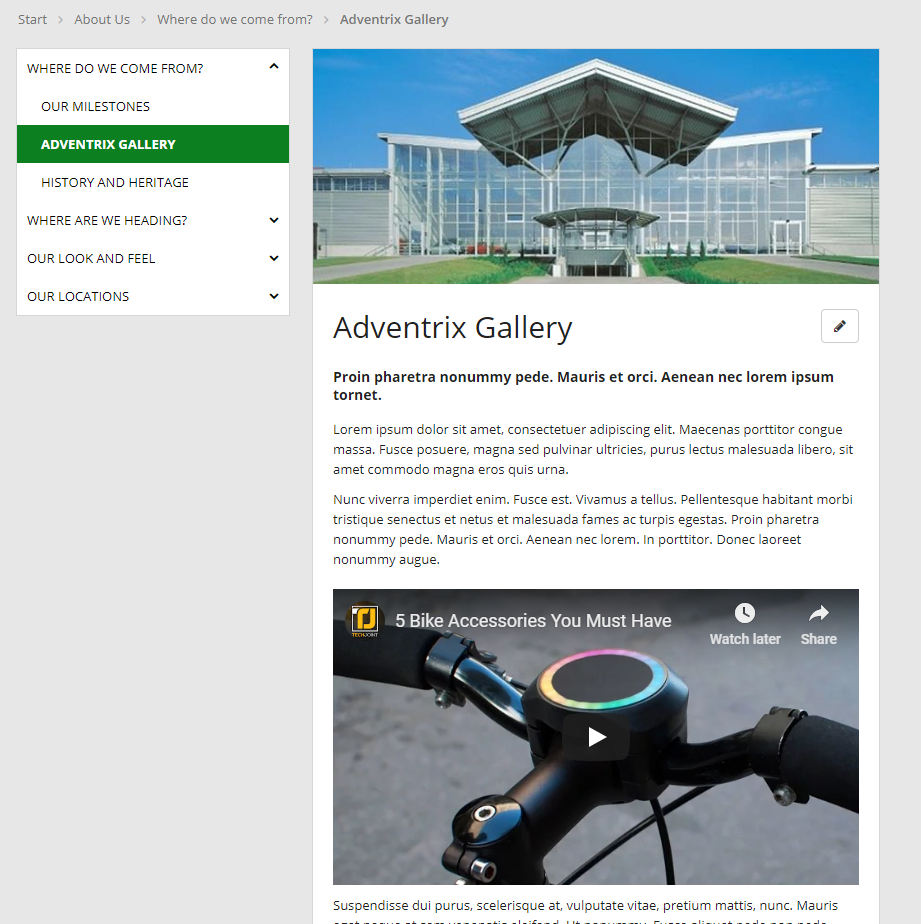 Start > About Us > Where do we come from? > Adventrix Gallery
WHERE DO WE COME FROM?
OUR MILESTONES
ADVENTRIX GALLERY
HISTORY AND HERITAGE
WHERE ARE WE HEADING?
OUR LOOK AND FEEL
OUR LOCATIONS
Adventrix Gallery
Proin pharetra nonummy pede. Mauris et orci. Aenean nec lorem ipsum
tornet.
Lorem ipsum dolor sit amet, consectetuer adipiscing elit. Maecenas porttitor congue
massa. Fusce posuere, magna sed pulvinar ultricies, purus lectus malesuada libero, sit
amet commodo magna eros quis urna.
Nunc viverra imperdiet enim. Fusce est. Vivamus a tellus. Pellentesque habitant morbi
tristique senectus et netus et malesuada fames ac turpis egestas. Proin pharetra
nonummy pede. Mauris et orci. Aenean nec lorem. In porttitor. Donec laoreet
nonummy augue.
TJ
TECHJOINT
5 Bike Accessories You Must Have
Watch later
Share
Suspendisse dui purus, scelerisque at, vulputate vitae, pretium mattis, nunc. Mauris